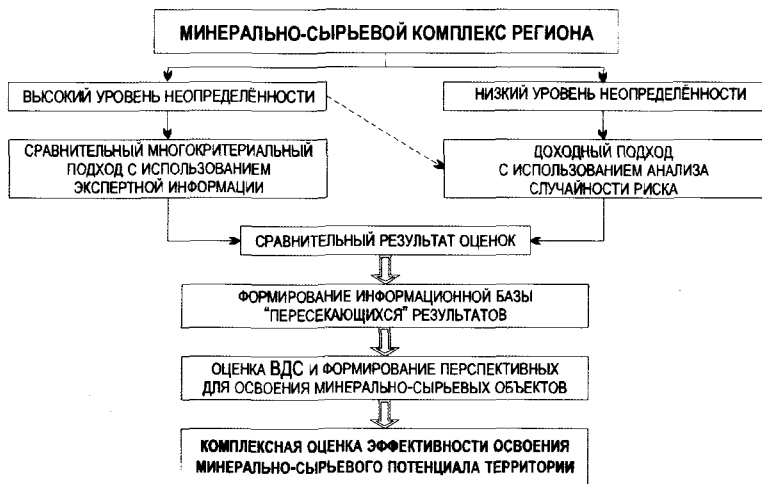 МИНЕРАЛЬНО-СЫРЬЕВОЙ КОМПЛЕКС РЕГИОНА
ВЫСОКИЙ УРОВЕНЬ НЕОПРЕДЕЛЁННОСТИ
НИЗКИЙ УРОВЕНЬ НЕОПРЕДЕЛЁННОСТИ
СРАВНИТЕЛЬНЫЙ МНОГОКРИТЕРИАЛЬНЫЙ
ПОДХОД С ИСПОЛЬЗОВАНИЕМ
ЭКСПЕРТНОЙ ИНФОРМАЦИИ
ДОХОДНЫЙ ПОДХОД
С ИСПОЛЬЗОВАНИЕМ АНАЛИЗА
СЛУЧАЙНОСТИ РИСКА
СРАВНИТЕЛЬНЫЙ РЕЗУЛЬТАТ ОЦЕНОК
ФОРМИРОВАНИЕ ИНФОРМАЦИОННОЙ БАЗЫ
"ПЕРЕСЕКАЮЩИХСЯ" РЕЗУЛЬТАТОВ
ОЦЕНКА ВДС И ФОРМИРОВАНИЕ ПЕРСПЕКТИВНЫХ
ДЛЯ ОСВОЕНИЯ МИНЕРАЛЬНО-СЫРЬЕВЫХ ОБЪЕКТОВ
КОМПЛЕКСНАЯ ОЦЕНКА ЭФФЕКТИВНОСТИ ОСВОЕНИЯ
МИНЕРАЛЬНО-СЫРЬЕВОГО ПОТЕНЦИАЛА ТЕРРИТОРИИ